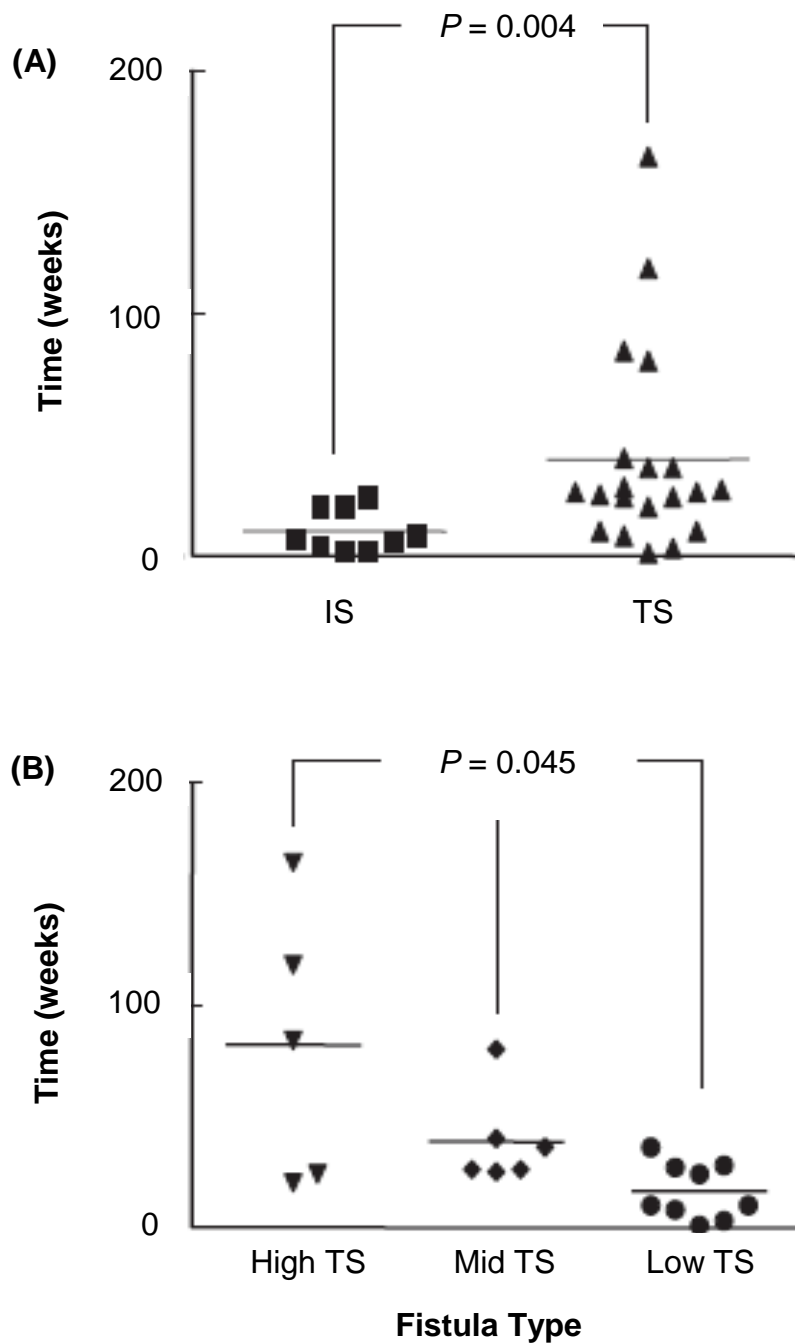 (A)
P = 0.004
200
100
0
Time (weeks)
IS TS
(B)
P = 0.045
200
100
0
Time (weeks)
High TS Mid TS Low TS
Fistula Type